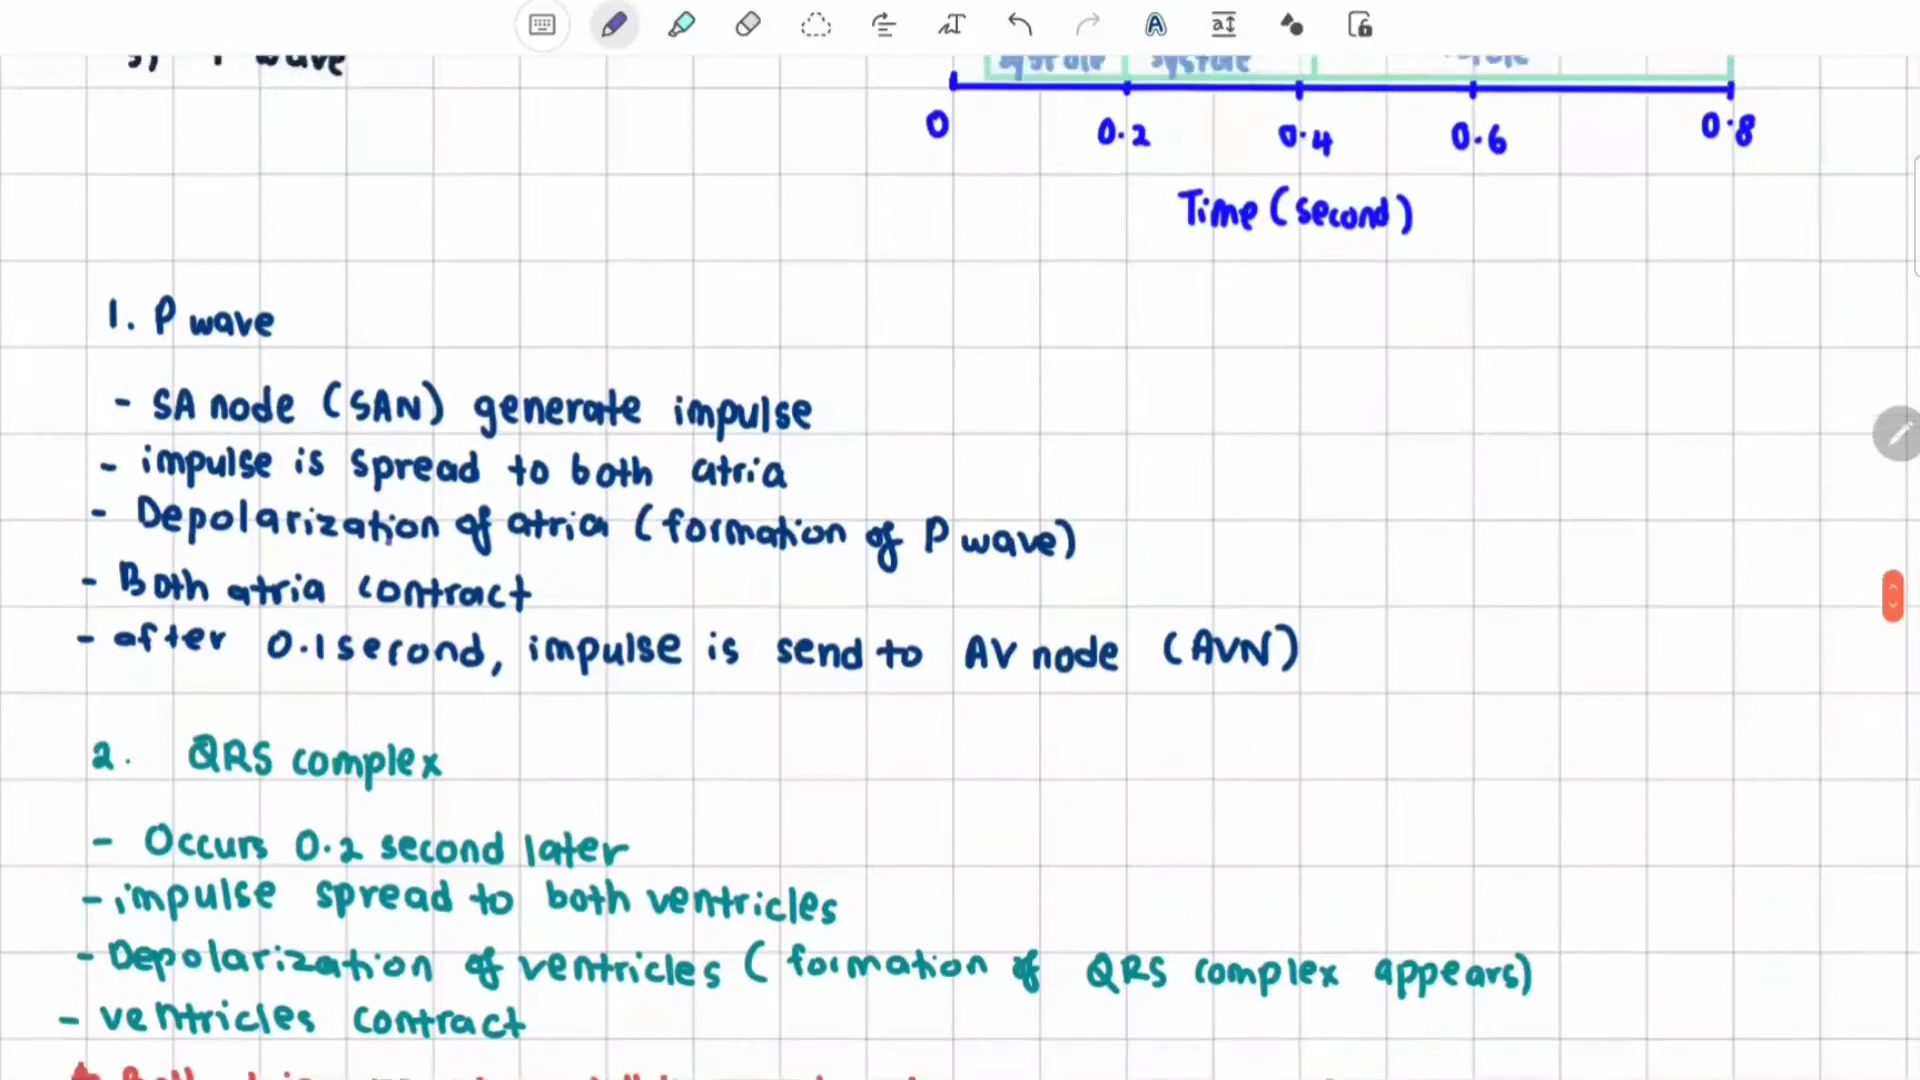 wave
systole systole
0 0.2 0.4 0.6 0.8
Time (second)
1. P wave
- SA node (SAN) generate impulse
- impulse is spread to both atria
- Depolarization of atria (formation of P wave)
- Both atria contract
- after 0.1 second, impulse is send to AV node (AVN)
2. QRS complex
- Occurs 0.2 second later
- impulse spread to both ventricles
- Depolarization of ventricles (formation of QRS complex appears)
- ventricles contract